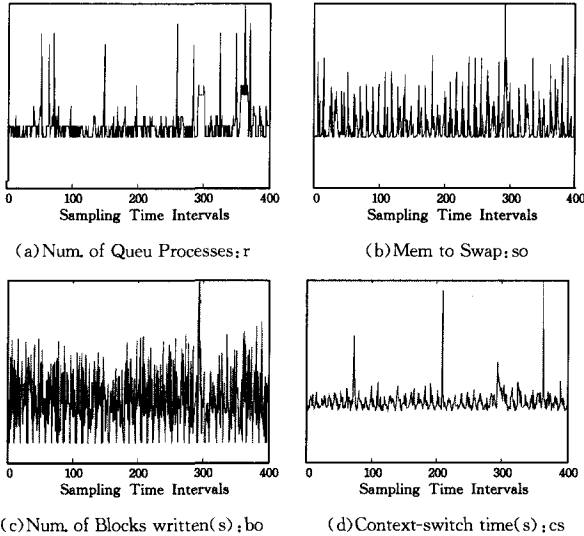 0 100 200 300 400
Sampling Time Intervals
(a)Num. of Queu Processes:r
0 100 200 300 400
Sampling Time Intervals
(b)Mem to Swap:so
0 100 200 300 400
Sampling Time Intervals
(c)Num. of Blocks written(s):bo
0 100 200 300 400
Sampling Time Intervals
(d)Context-switch time(s):cs